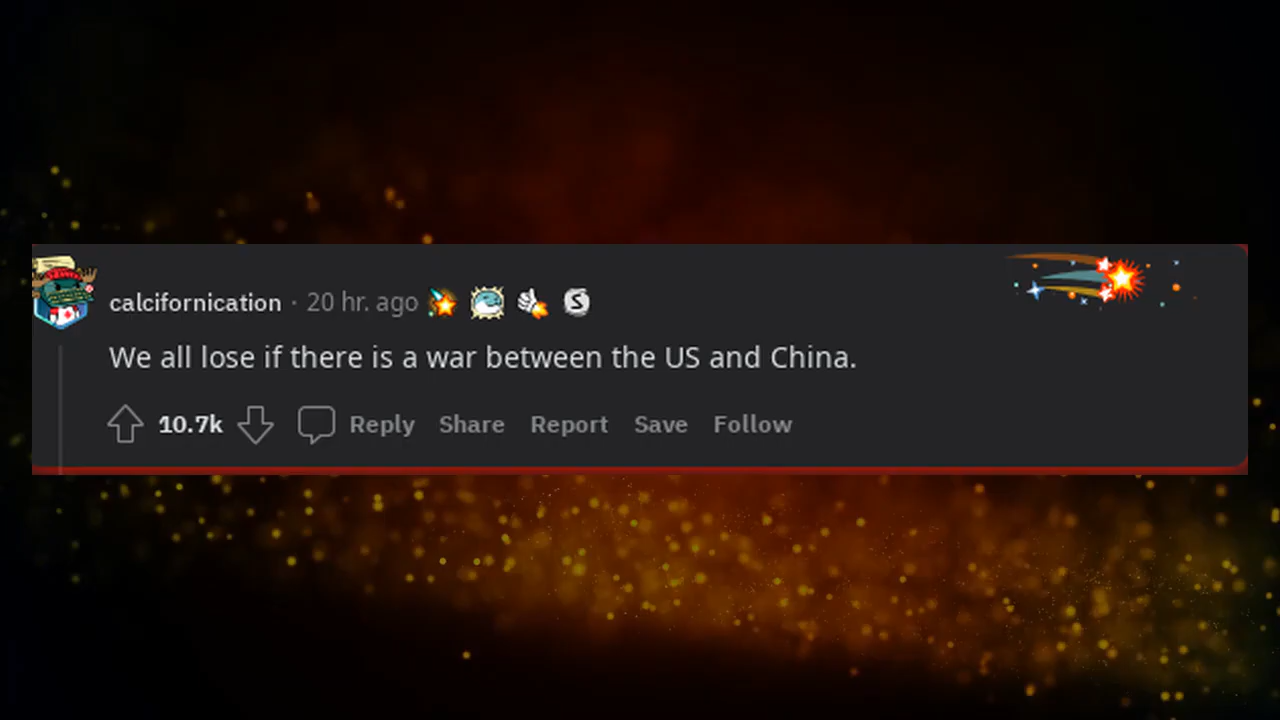 calcifornication · 20 hr. ago
We all lose if there is a war between the US and China.
10.7k Reply Share Report Save Follow